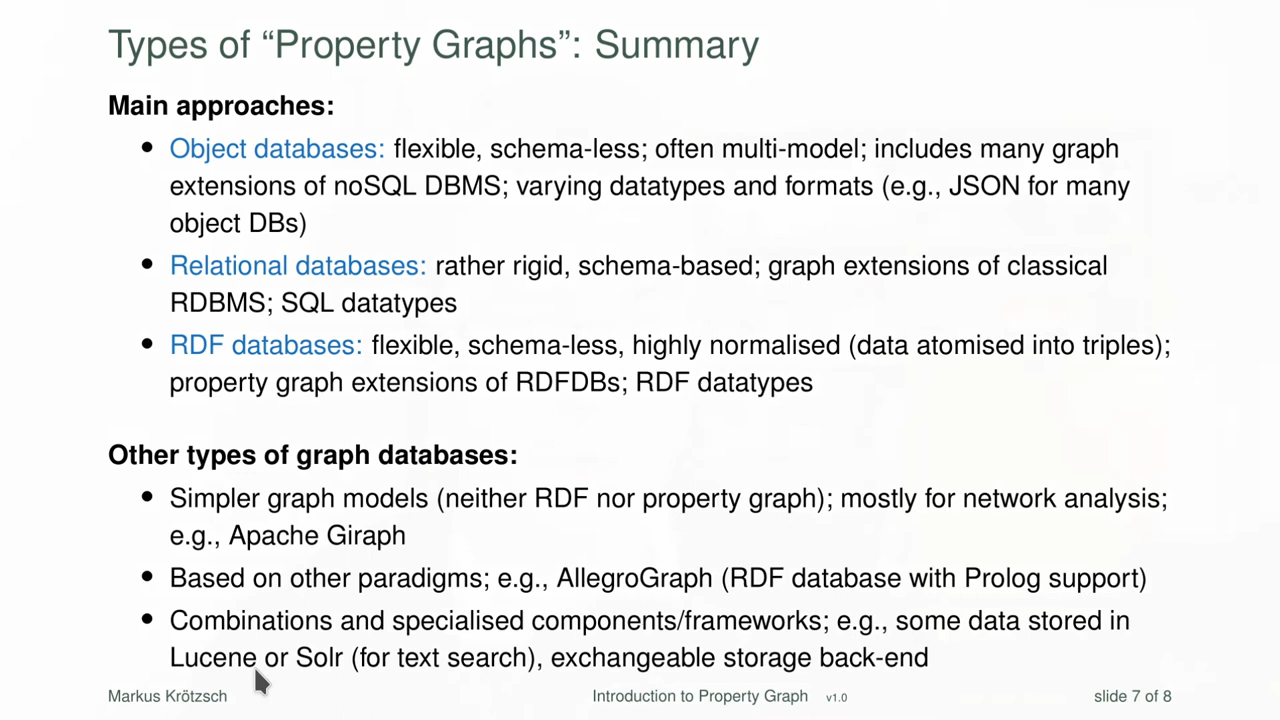 Types of “Property Graphs”: Summary
Main approaches:
• Object databases: flexible, schema-less; often multi-model; includes many graph
extensions of noSQL DBMS; varying datatypes and formats (e.g., JSON for many
object DBs)
• Relational databases: rather rigid, schema-based; graph extensions of classical
RDBMS; SQL datatypes
• RDF databases: flexible, schema-less, highly normalised (data atomised into triples);
property graph extensions of RDFDBs; RDF datatypes
Other types of graph databases:
• Simpler graph models (neither RDF nor property graph); mostly for network analysis;
e.g., Apache Giraph
• Based on other paradigms; e.g., AllegroGraph (RDF database with Prolog support)
• Combinations and specialised components/frameworks; e.g., some data stored in
Lucene or Solr (for text search), exchangeable storage back-end
Markus Krötzsch Introduction to Property Graph v1.0 slide 7 of 8